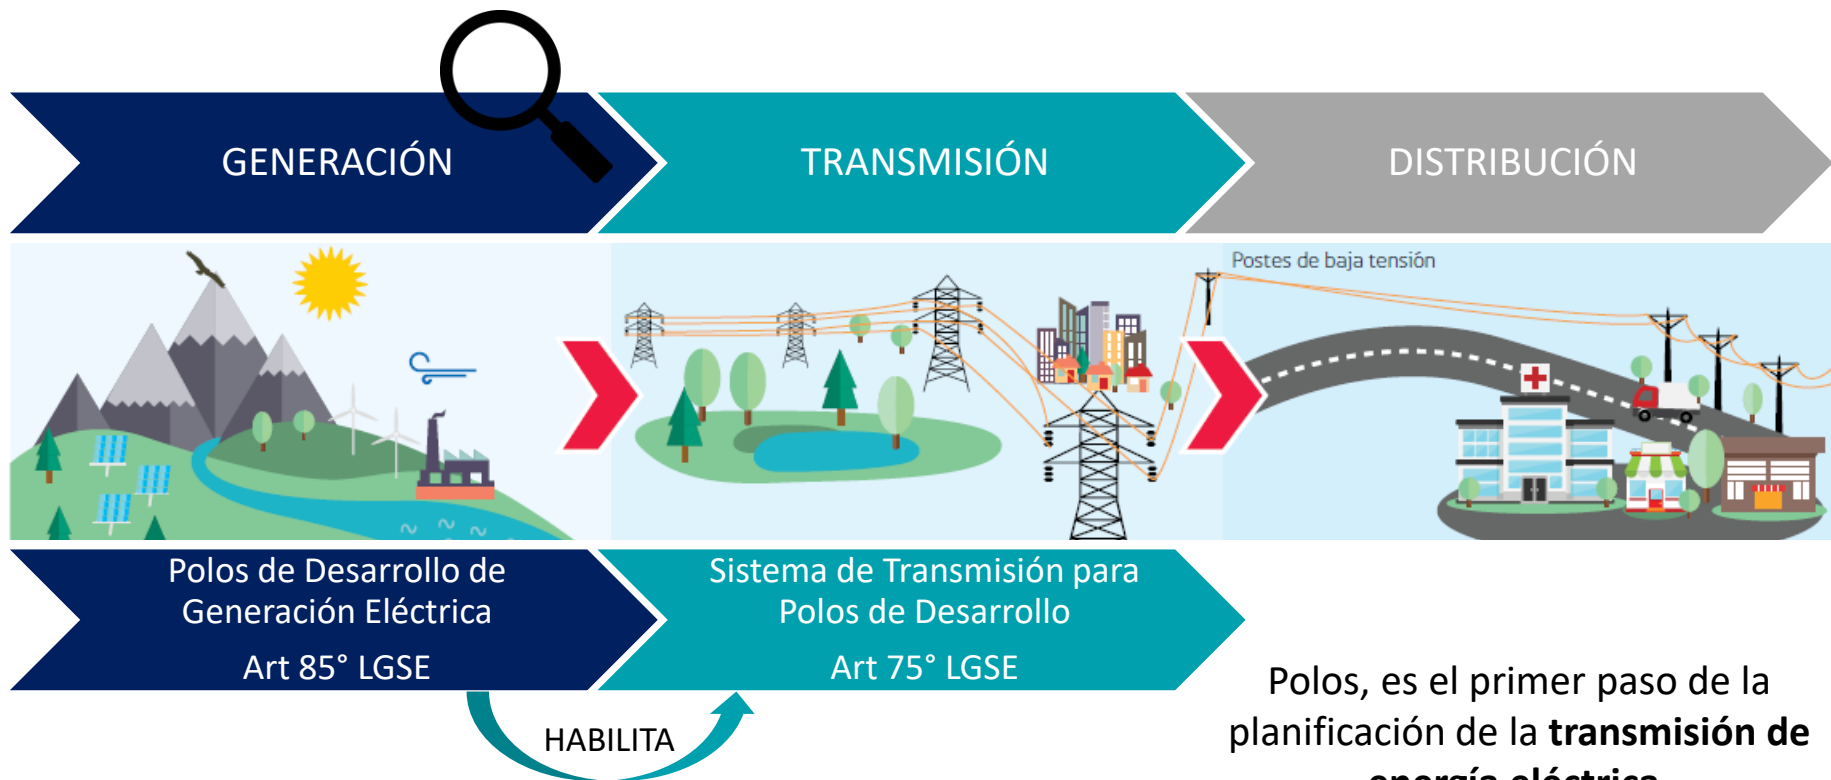 GENERACIÓN
TRANSMISIÓN
DISTRIBUCIÓN
Postes de baja tensión
Polos de Desarrollo de
Generación Eléctrica
Art 85° LGSE
Sistema de Transmisión para
Polos de Desarrollo
Art 75° LGSE
HABILITA
Polos, es el primer paso de la
planificación de la transmisión de
energía eléctrica